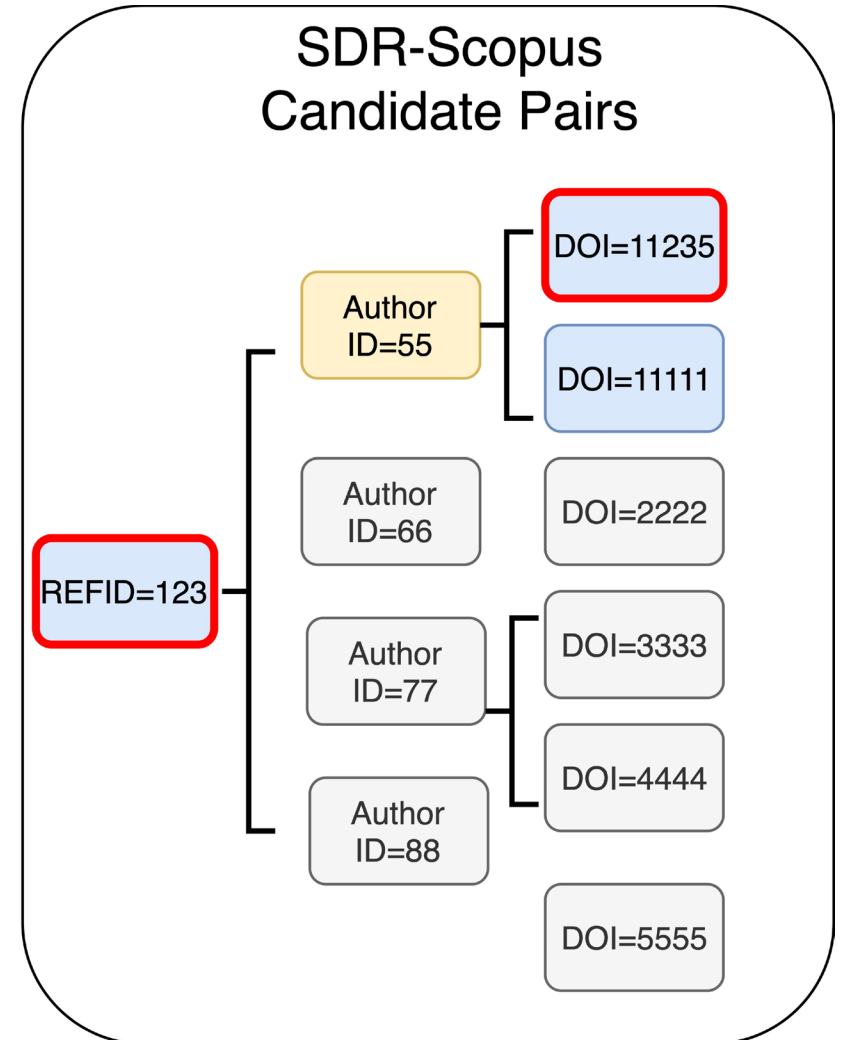 SDR-Scopus
Candidate Pairs
DOI=11235
Author
ID=55
DOI=11111
Author
ID=66
DOI=2222
REFID=123
Author
ID=77
DOI=3333
DOI=4444
Author
ID=88
DOI=5555